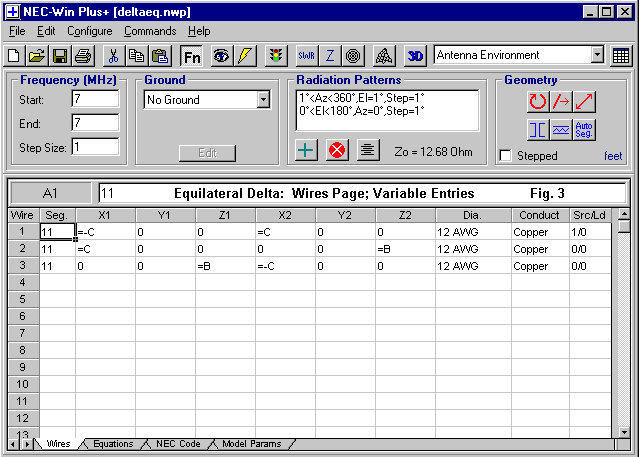 NEC-Win Plus+ [deltaeq.nwp]
File Edit Configure Commands Help
Fn SWR Z 3D Antenna Environment
Frequency (MHz)
Start: 7
End: 7
Step Size: 1
Ground
No Ground
Edit
Radiation Patterns
1°<Az<360°,El=1°,Step=1°
0°<El<180°,Az=0°,Step=1°
Zo = 12.68 Ohm
Geometry
Auto Seg.
Stepped feet
A1 11 Equilateral Delta: Wires Page; Variable Entries Fig. 3
Wire Seg. X1 Y1 Z1 X2 Y2 Z2 Dia. Conduct Src/Ld
1 11 =-C 0 0 =C 0 0 12 AWG Copper 1/0
2 11 =C 0 0 0 0 =B 12 AWG Copper 0/0
3 11 0 0 =B =-C 0 0 12 AWG Copper 0/0
4
5
6
7
8
9
10
11
12
13
Wires Equations NEC Code Model Params